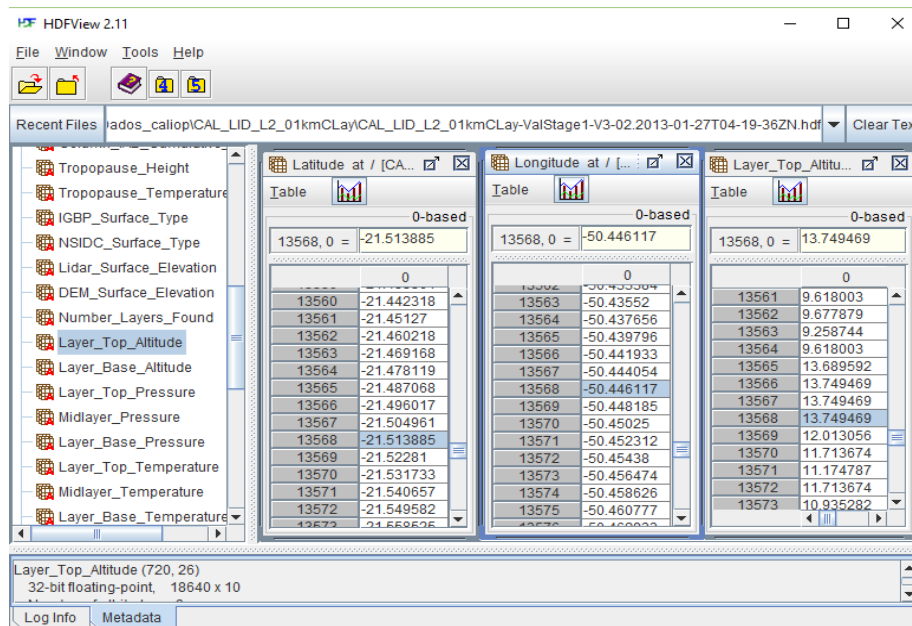 HDF HDFView 2.11
File Window Tools Help
4 5
Recent Files ıados_caliop\CAL_LID_L2_01kmCLay\CAL_LID_L2_01kmCLay-ValStage1-V3-02.2013-01-27T04-19-36ZN.hdf Clear Tex
Tropopause_Height
Tropopause_Temperature
IGBP_Surface_Type
NSIDC_Surface_Type
Lidar_Surface_Elevation
DEM_Surface_Elevation
Number_Layers_Found
Layer_Top_Altitude
Layer_Base_Altitude
Layer_Top_Pressure
Midlayer_Pressure
Layer_Base_Pressure
Layer_Top_Temperature
Midlayer_Temperature
Layer_Base_Temperature
Latitude at / [CA...
Table
0-based
13568, 0 = -21.513885
0
13560 -21.442318
13561 -21.45127
13562 -21.460218
13563 -21.469168
13564 -21.478119
13565 -21.487068
13566 -21.496017
13567 -21.504961
13568 -21.513885
13569 -21.52281
13570 -21.531733
13571 -21.540657
13572 -21.549582
13573 -21.558525
Longitude at / [...
Table
0-based
13568, 0 = -50.446117
0
13563 -50.43552
13564 -50.437656
13565 -50.439796
13566 -50.441933
13567 -50.444054
13568 -50.446117
13569 -50.448185
13570 -50.45025
13571 -50.452312
13572 -50.45438
13573 -50.456474
13574 -50.458626
13575 -50.460777
Layer_Top_Altitu...
Table
0-based
13568, 0 = 13.749469
0
13561 9.618003
13562 9.677879
13563 9.258744
13564 9.618003
13565 13.689592
13566 13.749469
13567 13.749469
13568 13.749469
13569 12.013056
13570 11.713674
13571 11.174787
13572 11.713674
13573 10.935282
Layer_Top_Altitude (720, 26)
32-bit floating-point, 18640 x 10
Log Info Metadata